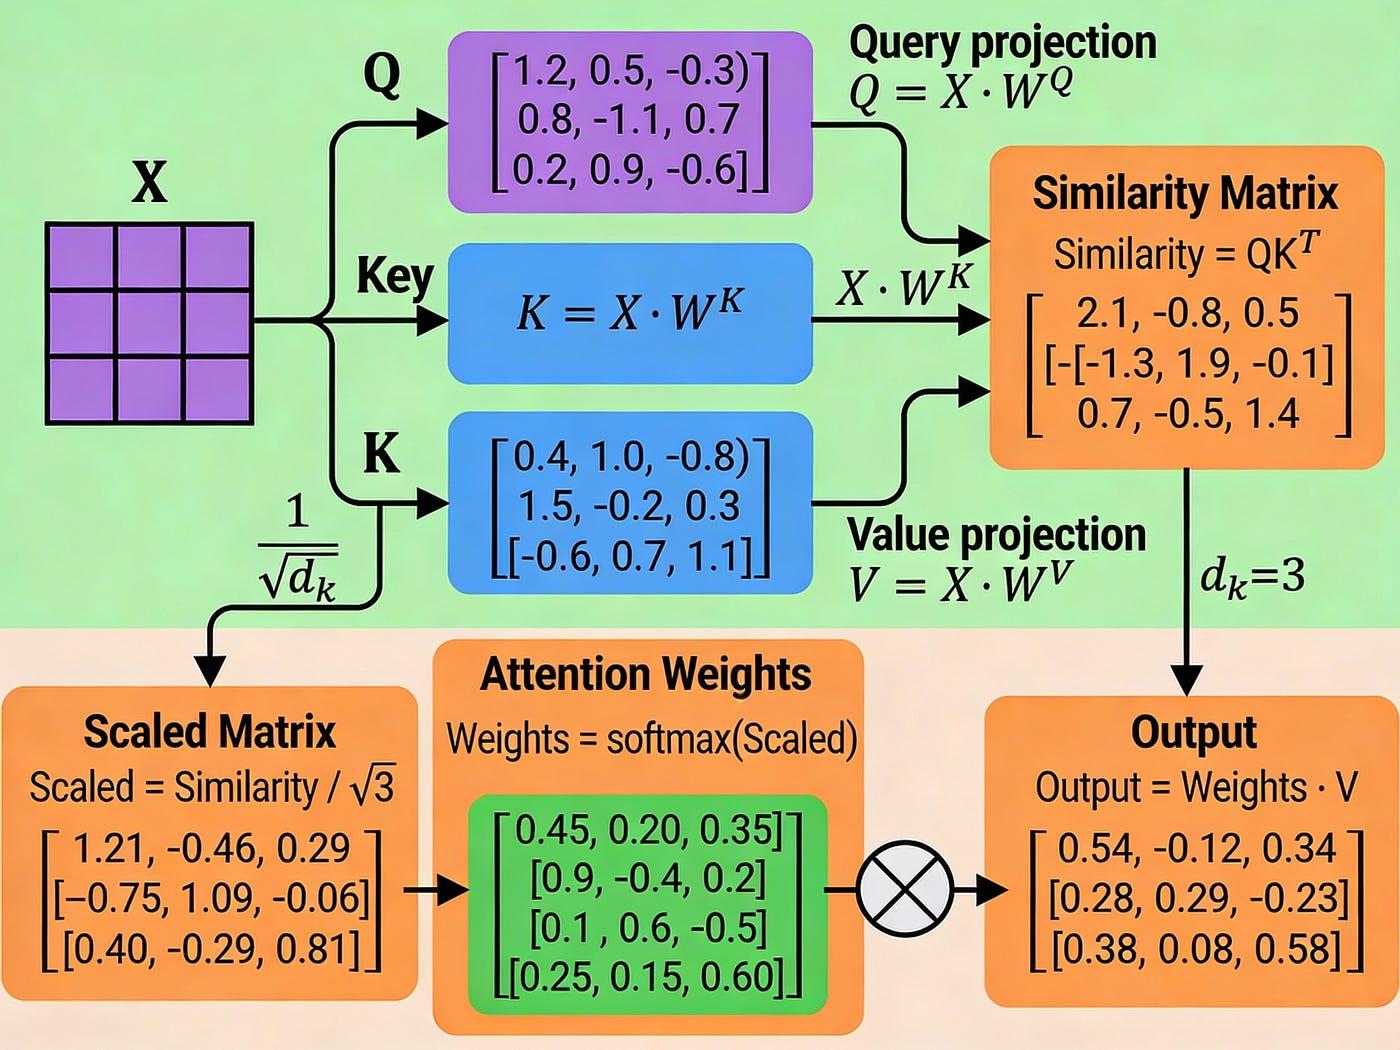 Q
[1.2, 0.5, -0.3)]
0.8, -1.1, 0.7
0.2, 0.9, -0.6]
Query projection
Q = X · W^Q
X
Key
K = X · W^K
X · W^K
Similarity Matrix
Similarity = QK^T
2.1, -0.8, 0.5
[-[-1.3, 1.9, -0.1]
0.7, -0.5, 1.4
K
0.4, 1.0, -0.8)
1.5, -0.2, 0.3
[-0.6, 0.7, 1.1]
Value projection
V = X · W^V
1
√d_k
d_k=3
Scaled Matrix
Scaled = Similarity / √3
1.21, -0.46, 0.29
[−0.75, 1.09, -0.06]
[0.40, -0.29, 0.81]
Attention Weights
Weights = softmax(Scaled)
0.45, 0.20, 0.35]
[0.9, -0.4, 0.2]
[0.1 , 0.6, -0.5]
[0.25, 0.15, 0.60]
Output
Output = Weights · V
0.54, -0.12, 0.34
[0.28, 0.29, -0.23]
[0.38, 0.08, 0.58]